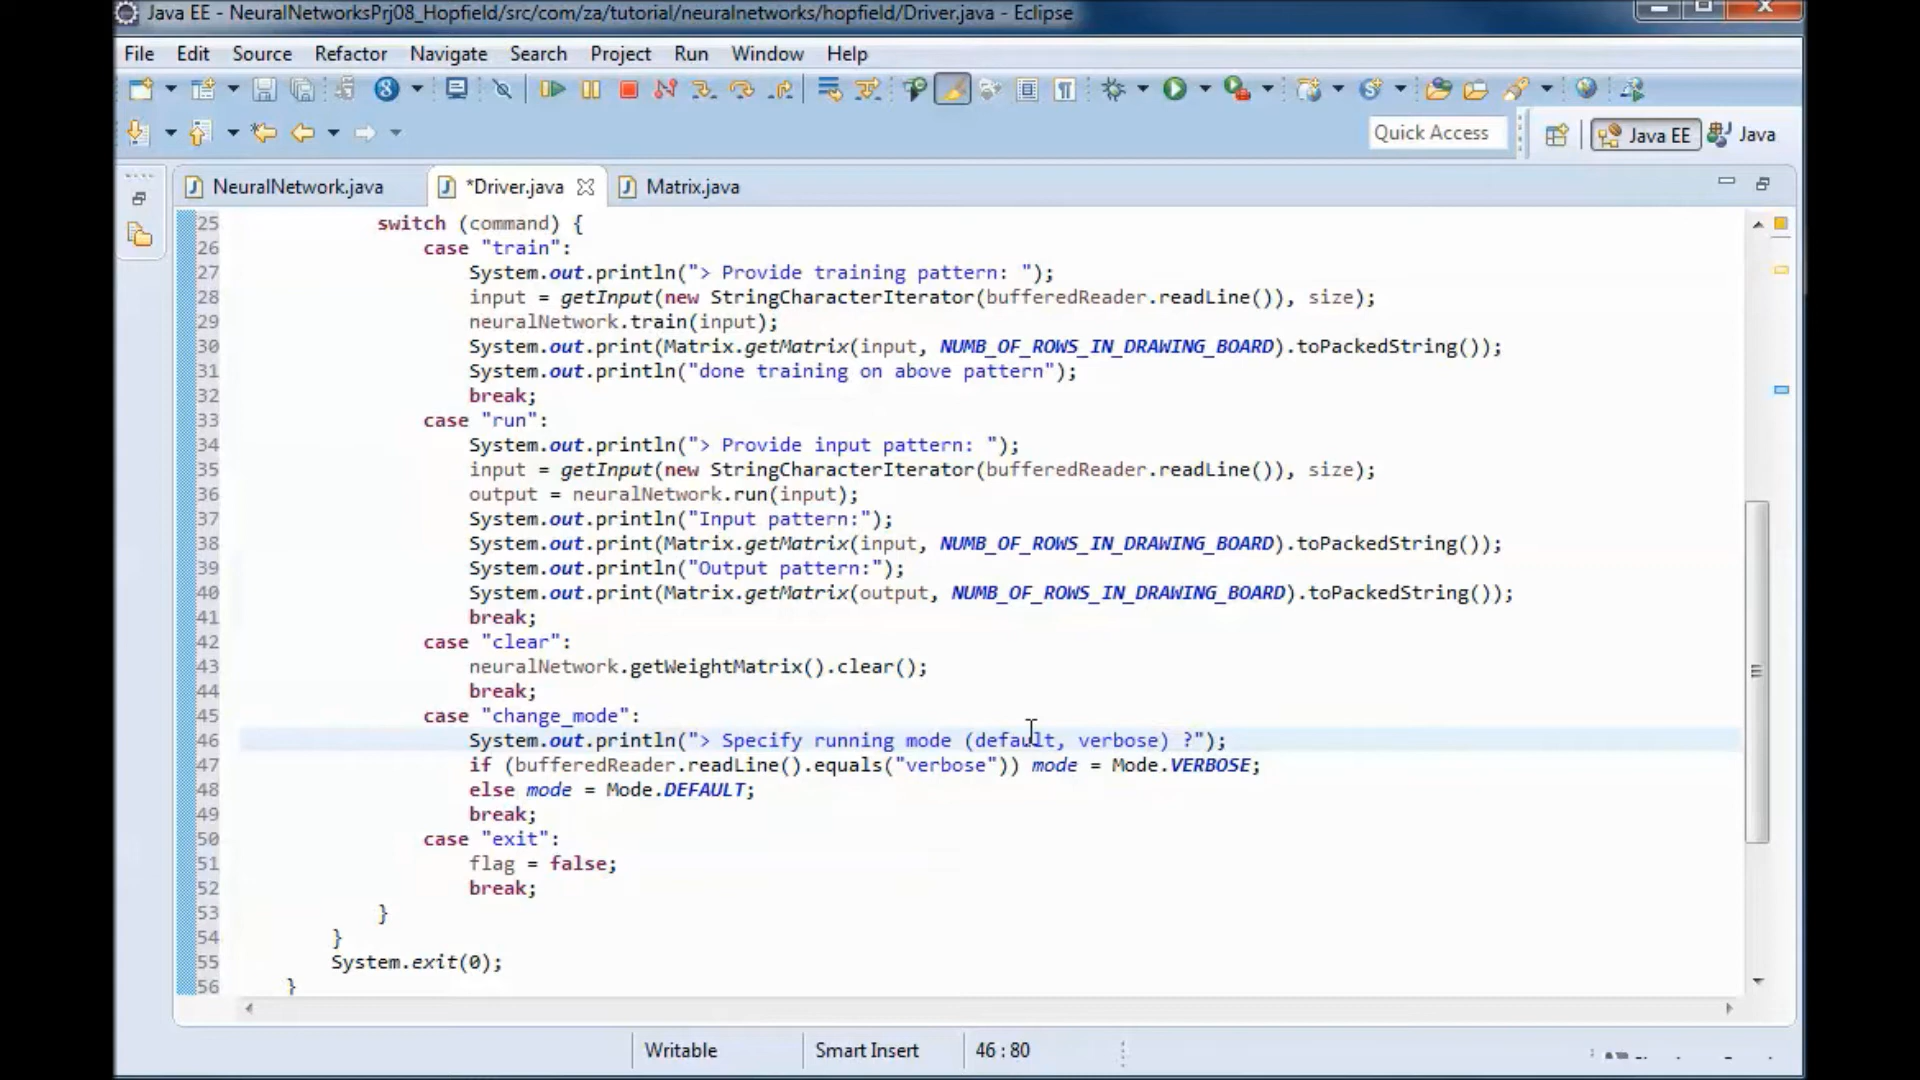 Java EE - NeuralNetworksPrj08_Hopfield/src/com/za/tutorial/neuralnetworks/hopfield/Driver.java - Eclipse
File Edit Source Refactor Navigate Search Project Run Window Help
Quick Access Java EE Java
NeuralNetwork.java *Driver.java Matrix.java
25 switch (command) {
26 case "train":
27 System.out.println("> Provide training pattern: ");
28 input = getInput(new StringCharacterIterator(bufferedReader.readLine()), size);
29 neuralNetwork.train(input);
30 System.out.print(Matrix.getMatrix(input, NUMB_OF_ROWS_IN_DRAWING_BOARD).toPackedString());
31 System.out.println("done training on above pattern");
32 break;
33 case "run":
34 System.out.println("> Provide input pattern: ");
35 input = getInput(new StringCharacterIterator(bufferedReader.readLine()), size);
36 output = neuralNetwork.run(input);
37 System.out.println("Input pattern:");
38 System.out.print(Matrix.getMatrix(input, NUMB_OF_ROWS_IN_DRAWING_BOARD).toPackedString());
39 System.out.println("Output pattern:");
40 System.out.print(Matrix.getMatrix(output, NUMB_OF_ROWS_IN_DRAWING_BOARD).toPackedString());
41 break;
42 case "clear":
43 neuralNetwork.getWeightMatrix().clear();
44 break;
45 case "change_mode":
46 System.out.println("> Specify running mode (default, verbose) ?");
47 if (bufferedReader.readLine().equals("verbose")) mode = Mode.VERBOSE;
48 else mode = Mode.DEFAULT;
49 break;
50 case "exit":
51 flag = false;
52 break;
53 }
54 }
55 System.exit(0);
56 }
Writable Smart Insert 46 : 80